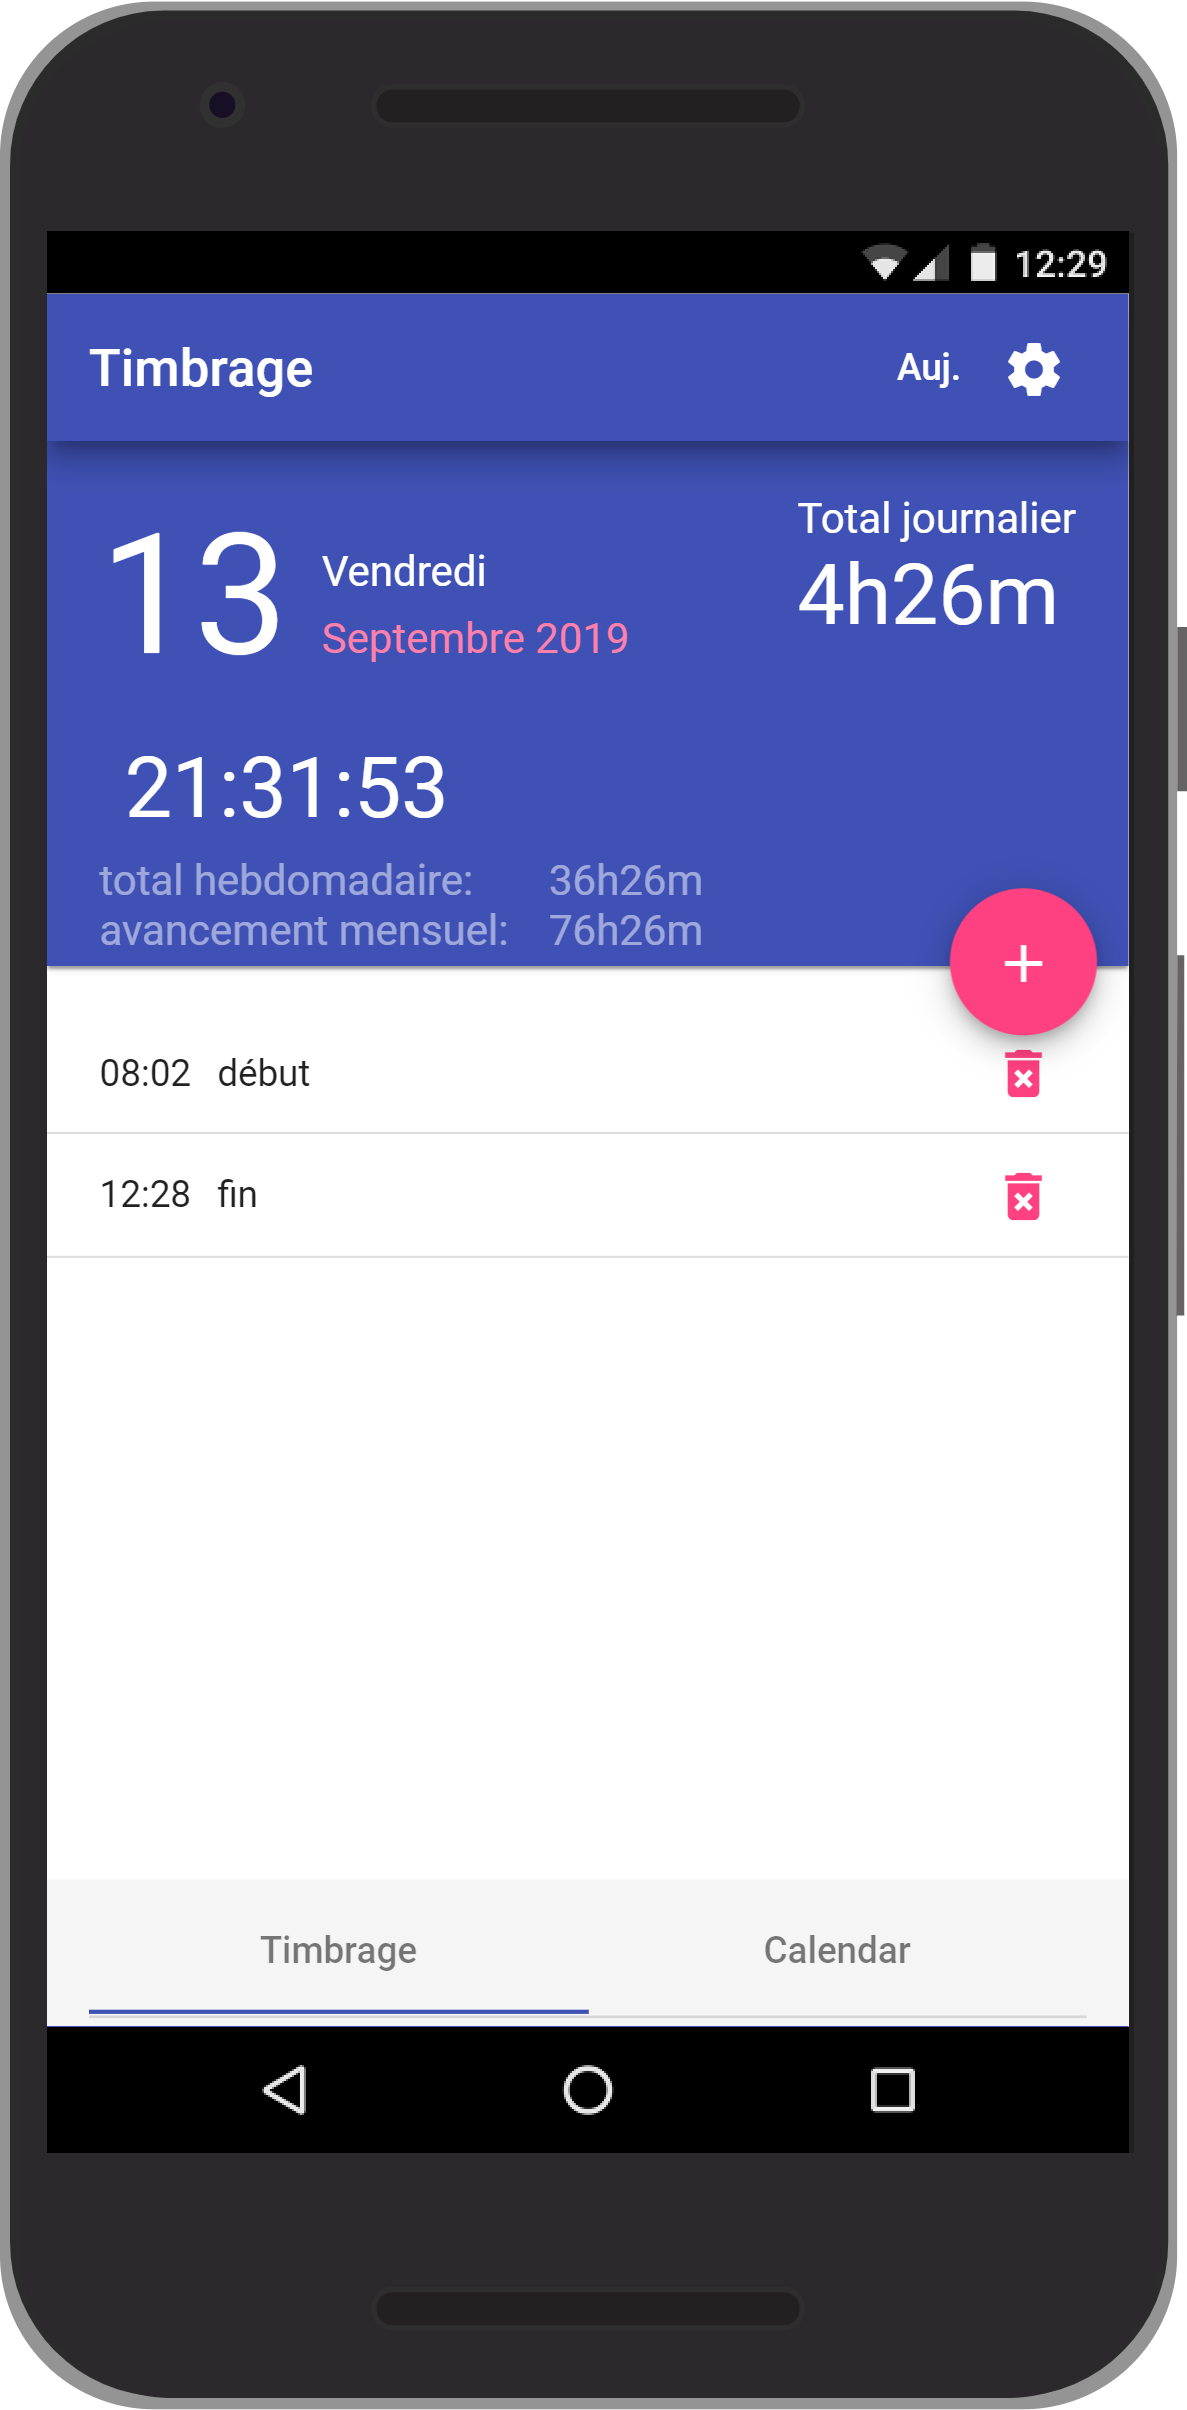 12:29
Timbrage Auj.
Total journalier
13 Vendredi 4h26m
Septembre 2019
21:31:53
total hebdomadaire: 36h26m
avancement mensuel: 76h26m
+
08:02 début
12:28 fin
Timbrage Calendar